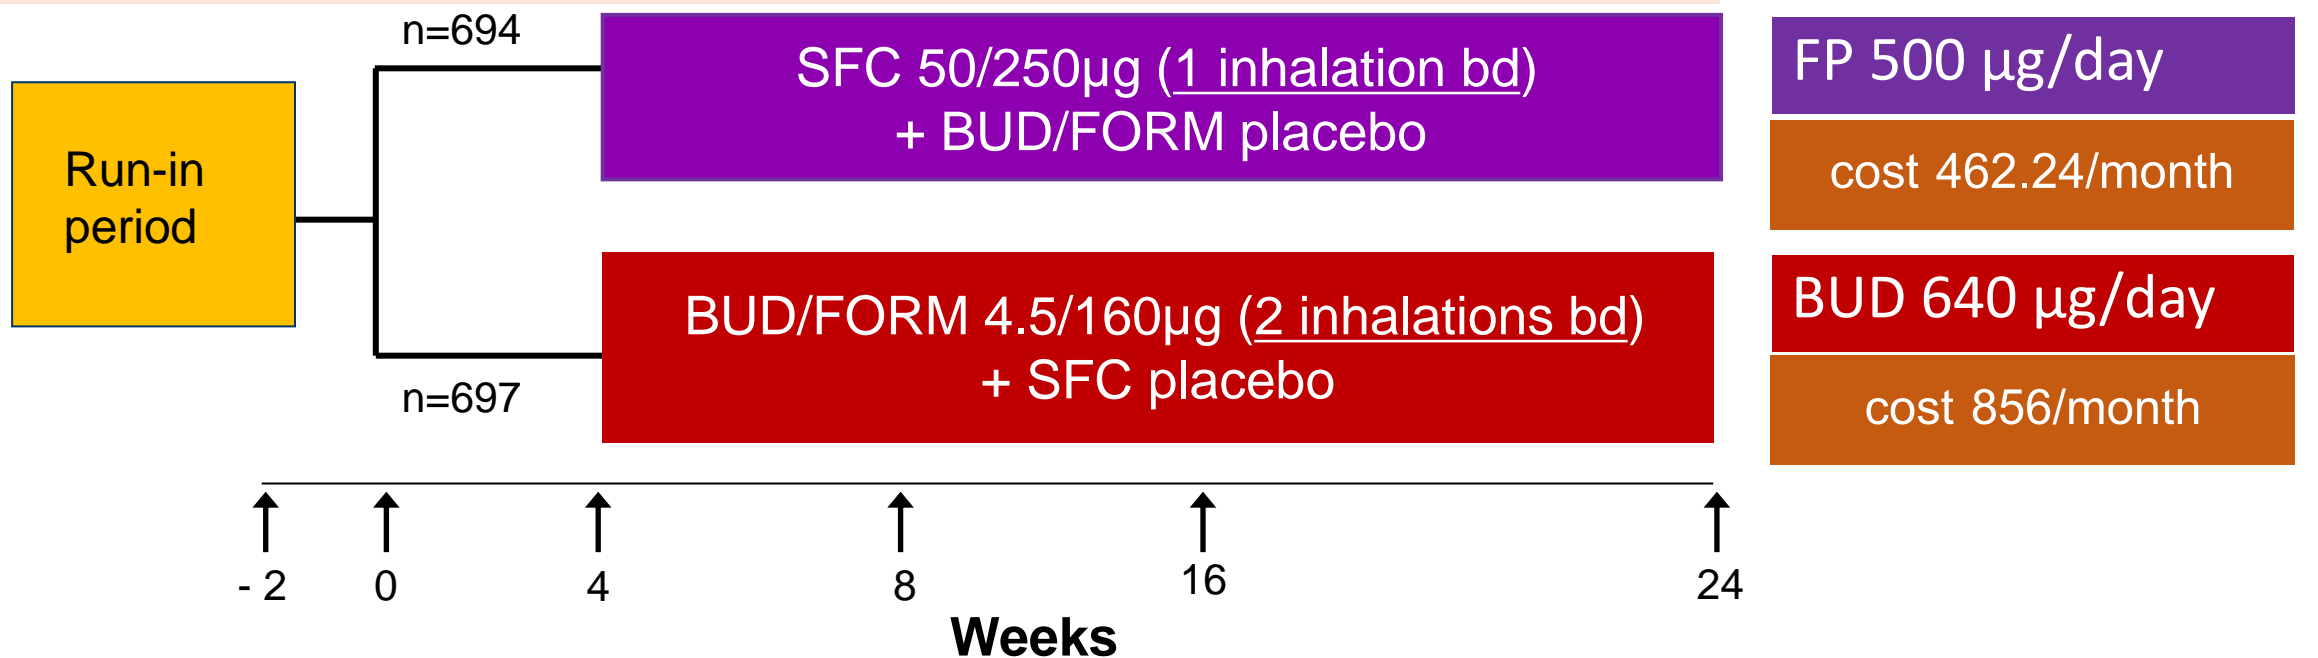 n=694
SFC 50/250µg (1 inhalation bd)
+ BUD/FORM placebo
FP 500 µg/day
cost 462.24/month
Run-in
period
BUD/FORM 4.5/160µg (2 inhalations bd)
+ SFC placebo
BUD 640 µg/day
cost 856/month
n=697
- 2 0 4 8 16 24
Weeks